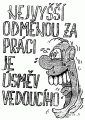 NEJVYŠŠÍ
ODMĚNOU ZA
PRÁCI
JE
ÚSMĚV
VEDOUCÍHO